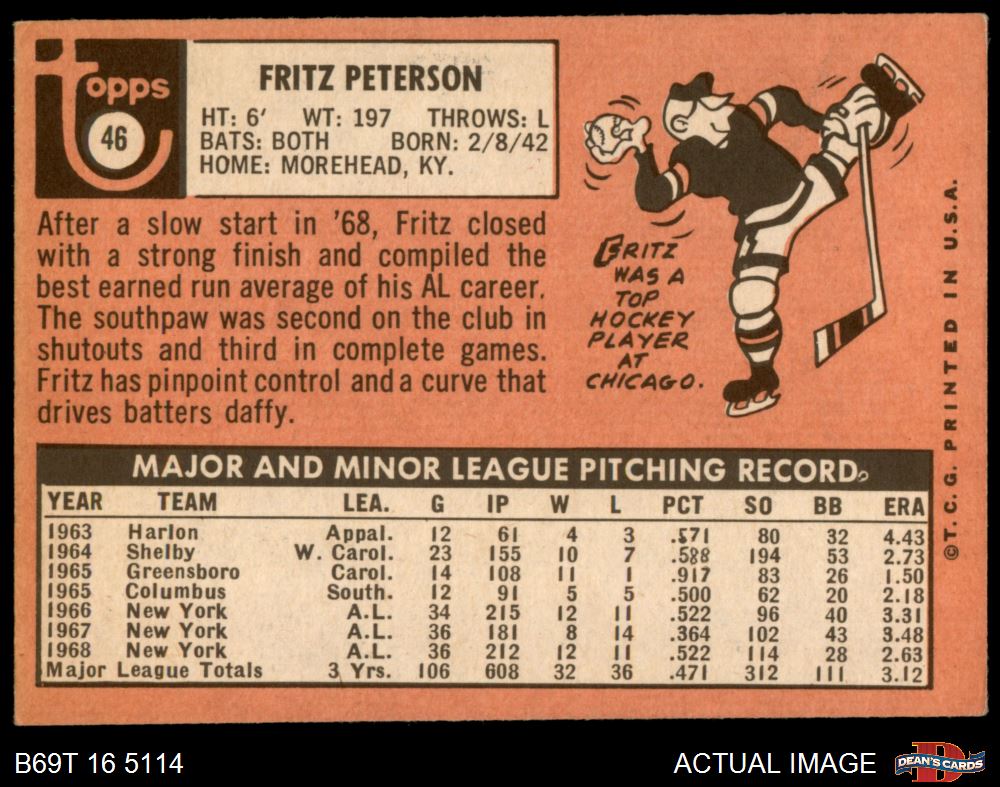 topps
46
FRITZ PETERSON
HT: 6' WT: 197 THROWS: L
BATS: BOTH BORN: 2/8/42
HOME: MOREHEAD, KY.
After a slow start in '68, Fritz closed
with a strong finish and compiled the
best earned run average of his AL career.
The southpaw was second on the club in
shutouts and third in complete games.
Fritz has pinpoint control and a curve that
drives batters daffy.
FRITZ
WAS A
TOP
HOCKEY
PLAYER
AT
CHICAGO.
©T.C.G. PRINTED IN U.S.A.
MAJOR AND MINOR LEAGUE PITCHING RECORD
YEAR TEAM LEA. G IP W L PCT SO BB ERA
1963 Harlon Appal. 12 61 4 3 .571 80 32 4.43
1964 Shelby W. Carol. 23 155 10 7 .588 194 53 2.73
1965 Greensboro Carol. 14 108 11 1 .917 83 26 1.50
1965 Columbus South. 12 91 5 5 .500 62 20 2.18
1966 New York A.L. 34 215 12 11 .522 96 40 3.31
1967 New York A.L. 36 181 8 14 .364 102 43 3.48
1968 New York A.L. 36 212 12 11 .522 114 28 2.63
Major League Totals 3 Yrs. 106 608 32 36 .471 312 111 3.12
B69T 16 5114
ACTUAL IMAGE
D
DEAN'S CARDS